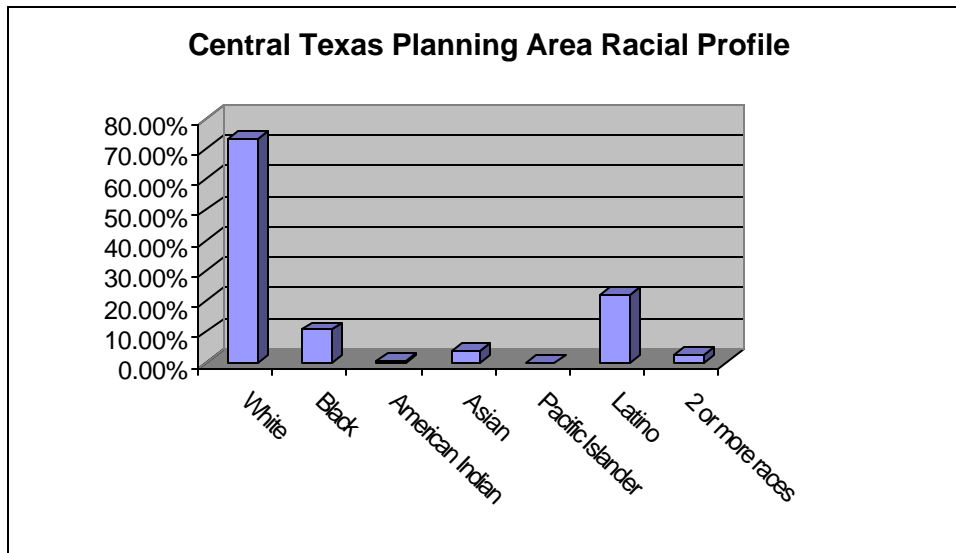 Central Texas Planning Area Racial Profile
80.00%
70.00%
60.00%
50.00%
40.00%
30.00%
20.00%
10.00%
0.00%
White
Black
American Indian
Asian
Pacific Islander
Latino
2 or more races